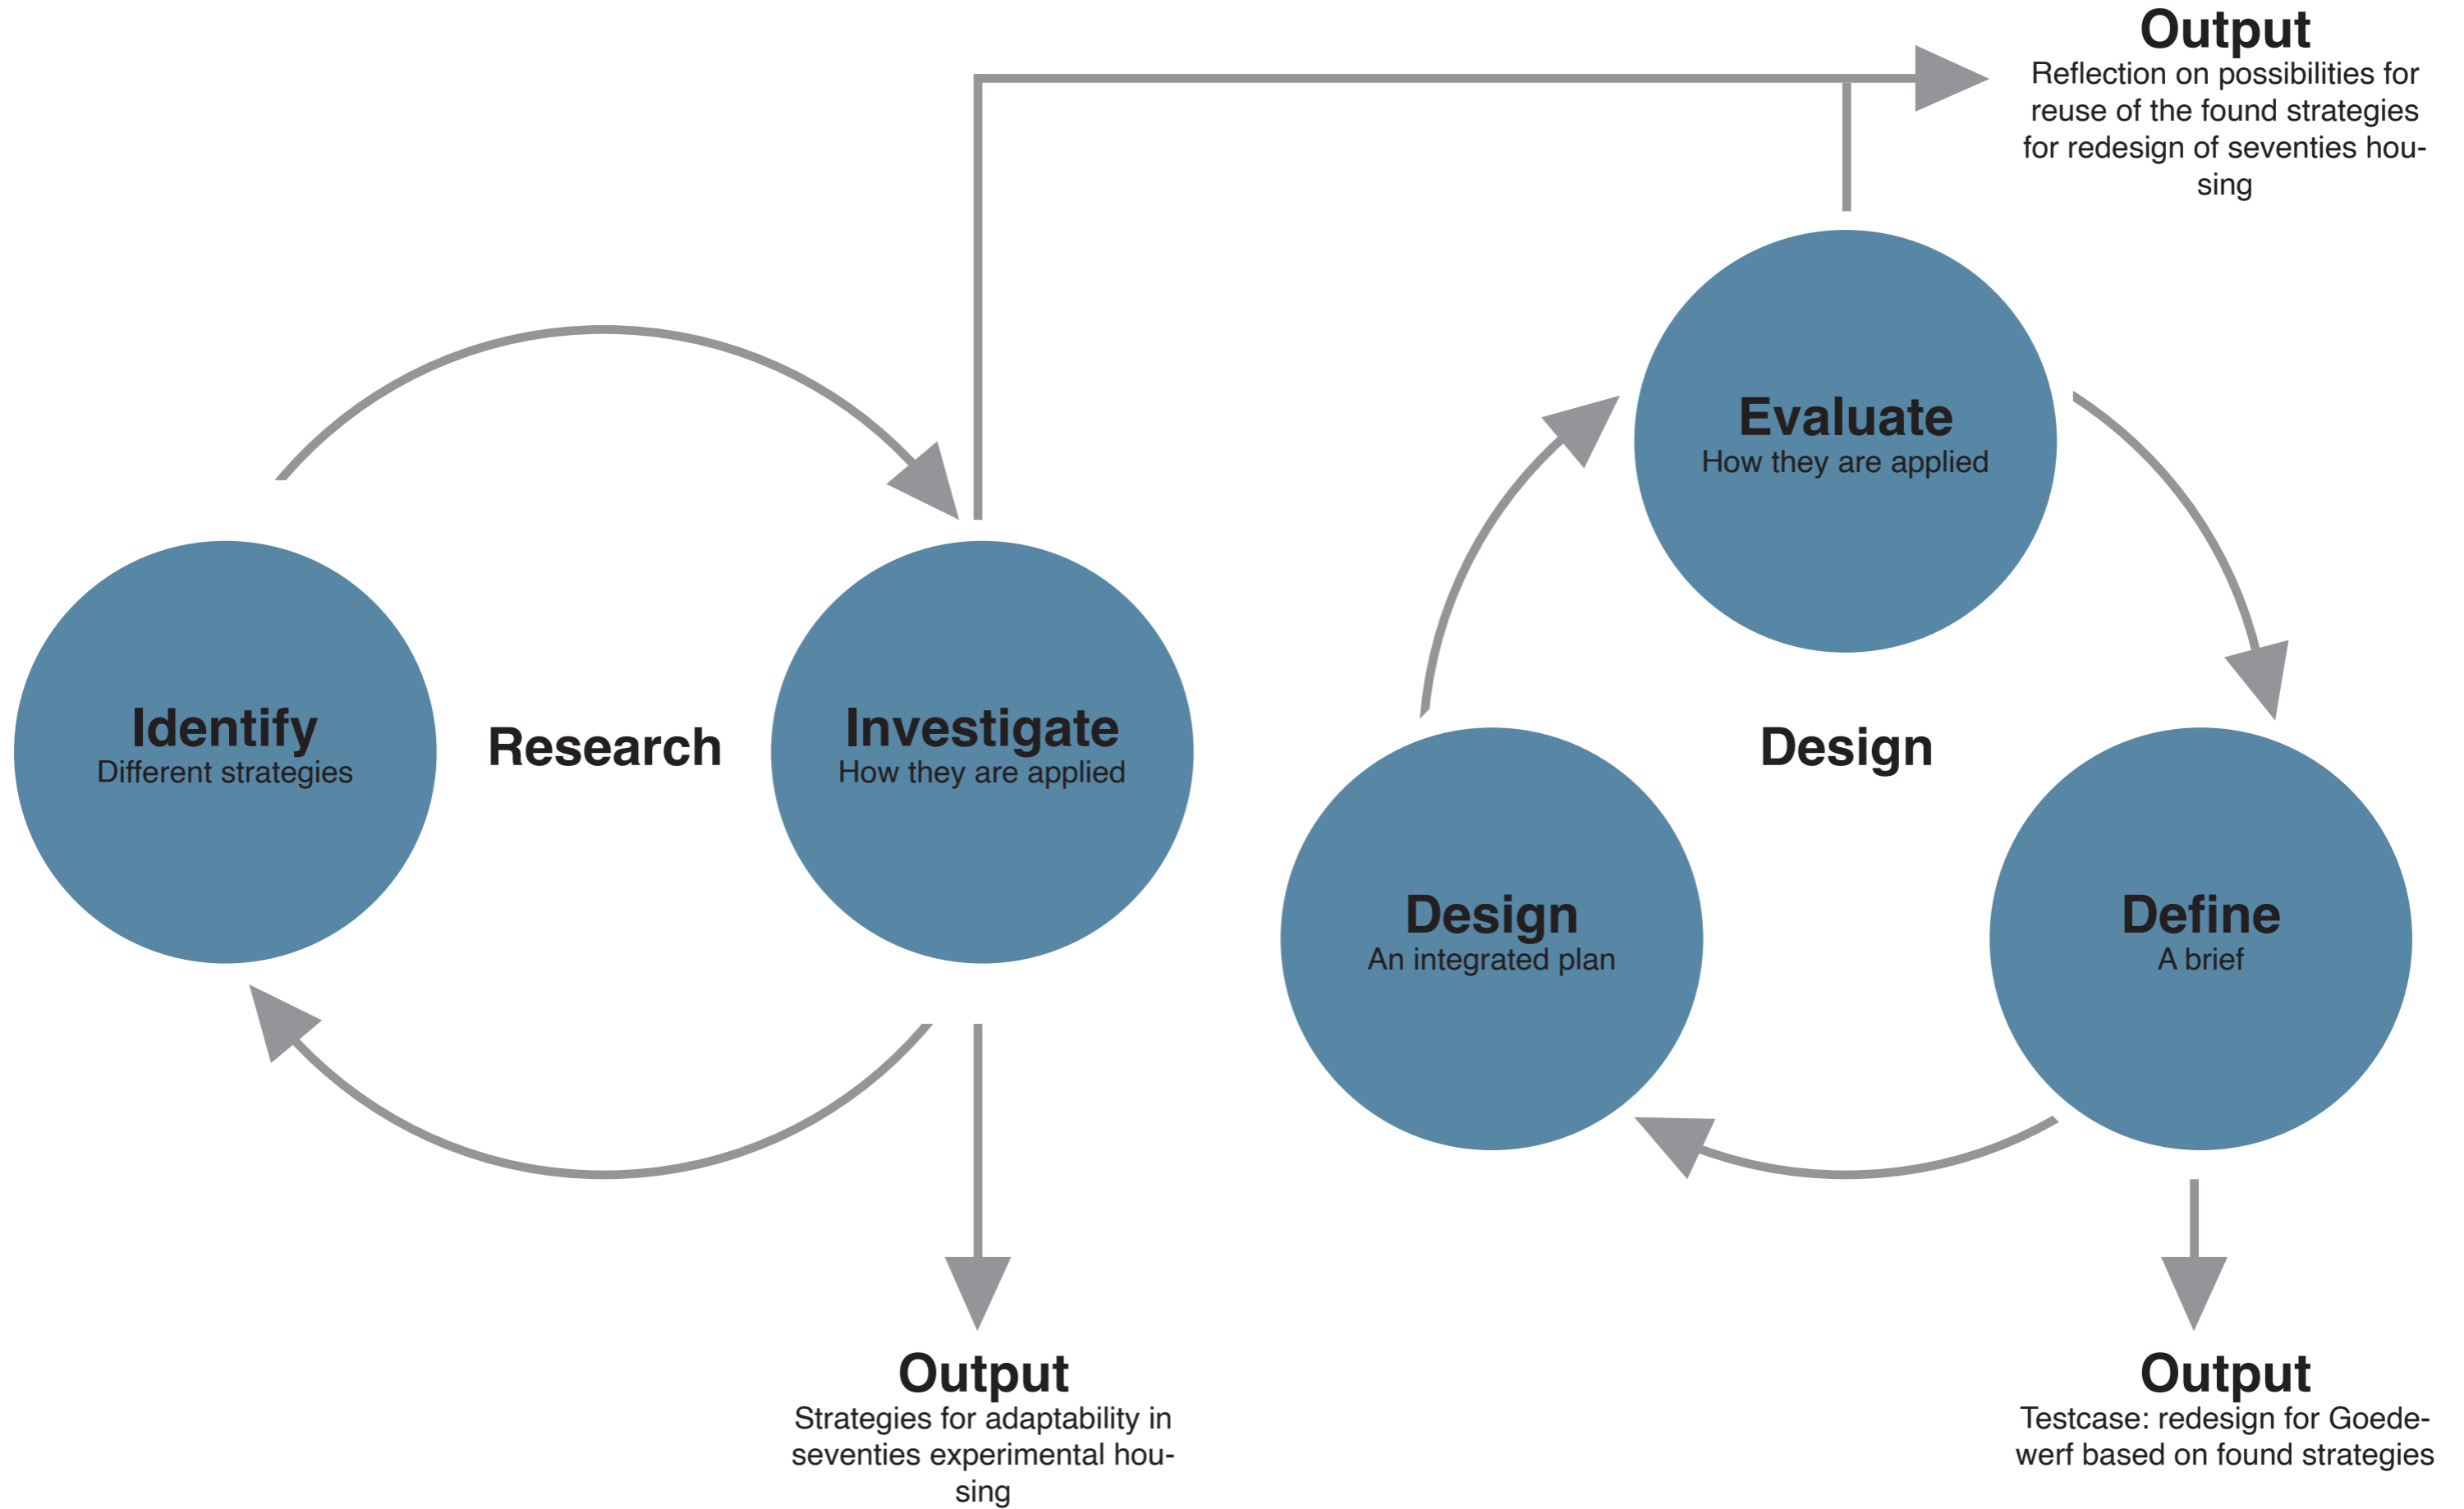 Output
Reflection on possibilities for
reuse of the found strategies
for redesign of seventies hou-
sing
Evaluate
How they are applied
Identify
Different strategies
Research
Investigate
How they are applied
Design
Design
An integrated plan
Define
A brief
Output
Strategies for adaptability in
seventies experimental hou-
sing
Output
Testcase: redesign for Goede-
werf based on found strategies